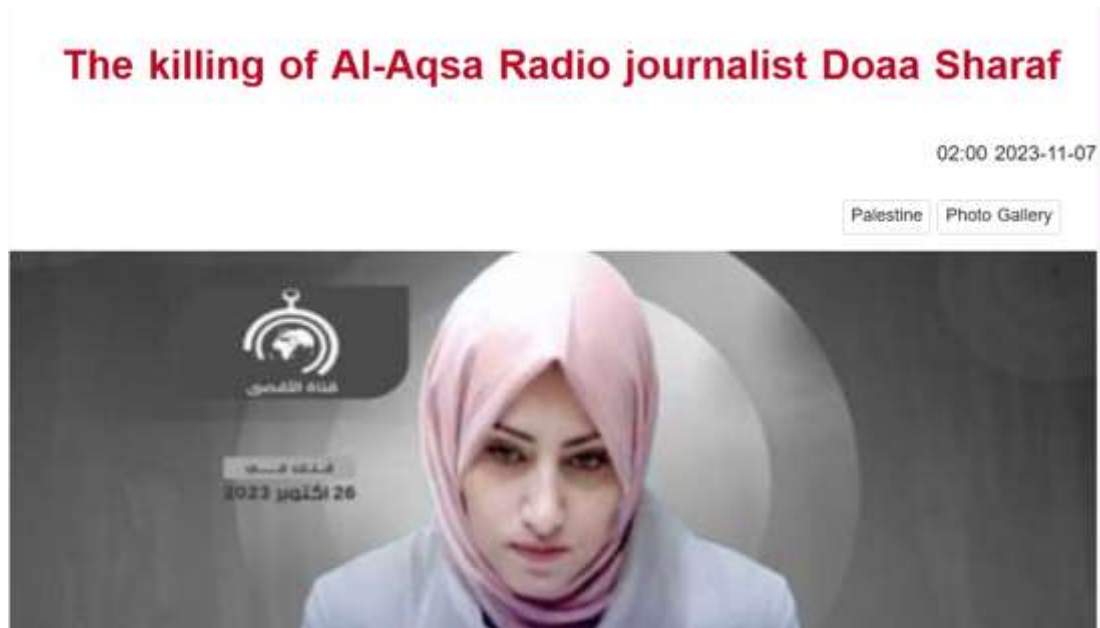 The killing of Al-Aqsa Radio journalist Doaa Sharaf
02:00 2023-11-07
Palestine
Photo Gallery
قناة الأقصى
26 أكتوبر 2023